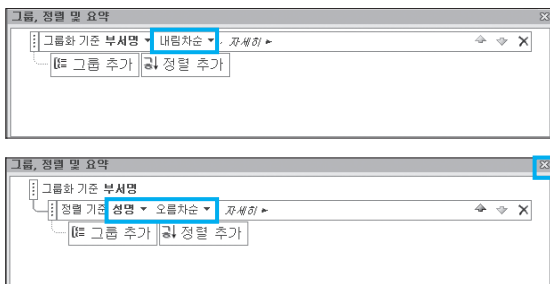 그룹, 정렬 및 요약
그룹화 기준 부서명 내림차순 , 자세히
그룹 추가 정렬 추가
그룹, 정렬 및 요약
그룹화 기준 부서명
정렬 기준 성명 오름차순 자세히
그룹 추가 정렬 추가